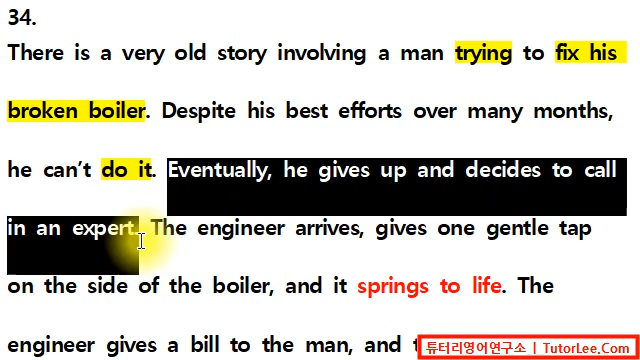 34.
There is a very old story involving a man trying to fix his
broken boiler. Despite his best efforts over many months,
he can't do it. Eventually, he gives up and decides to call
in an expert. The engineer arrives, gives one gentle tap
on the side of the boiler, and it springs to life. The
engineer gives a bill to the man, and
튜터리영어연구소 | TutorLee.Com